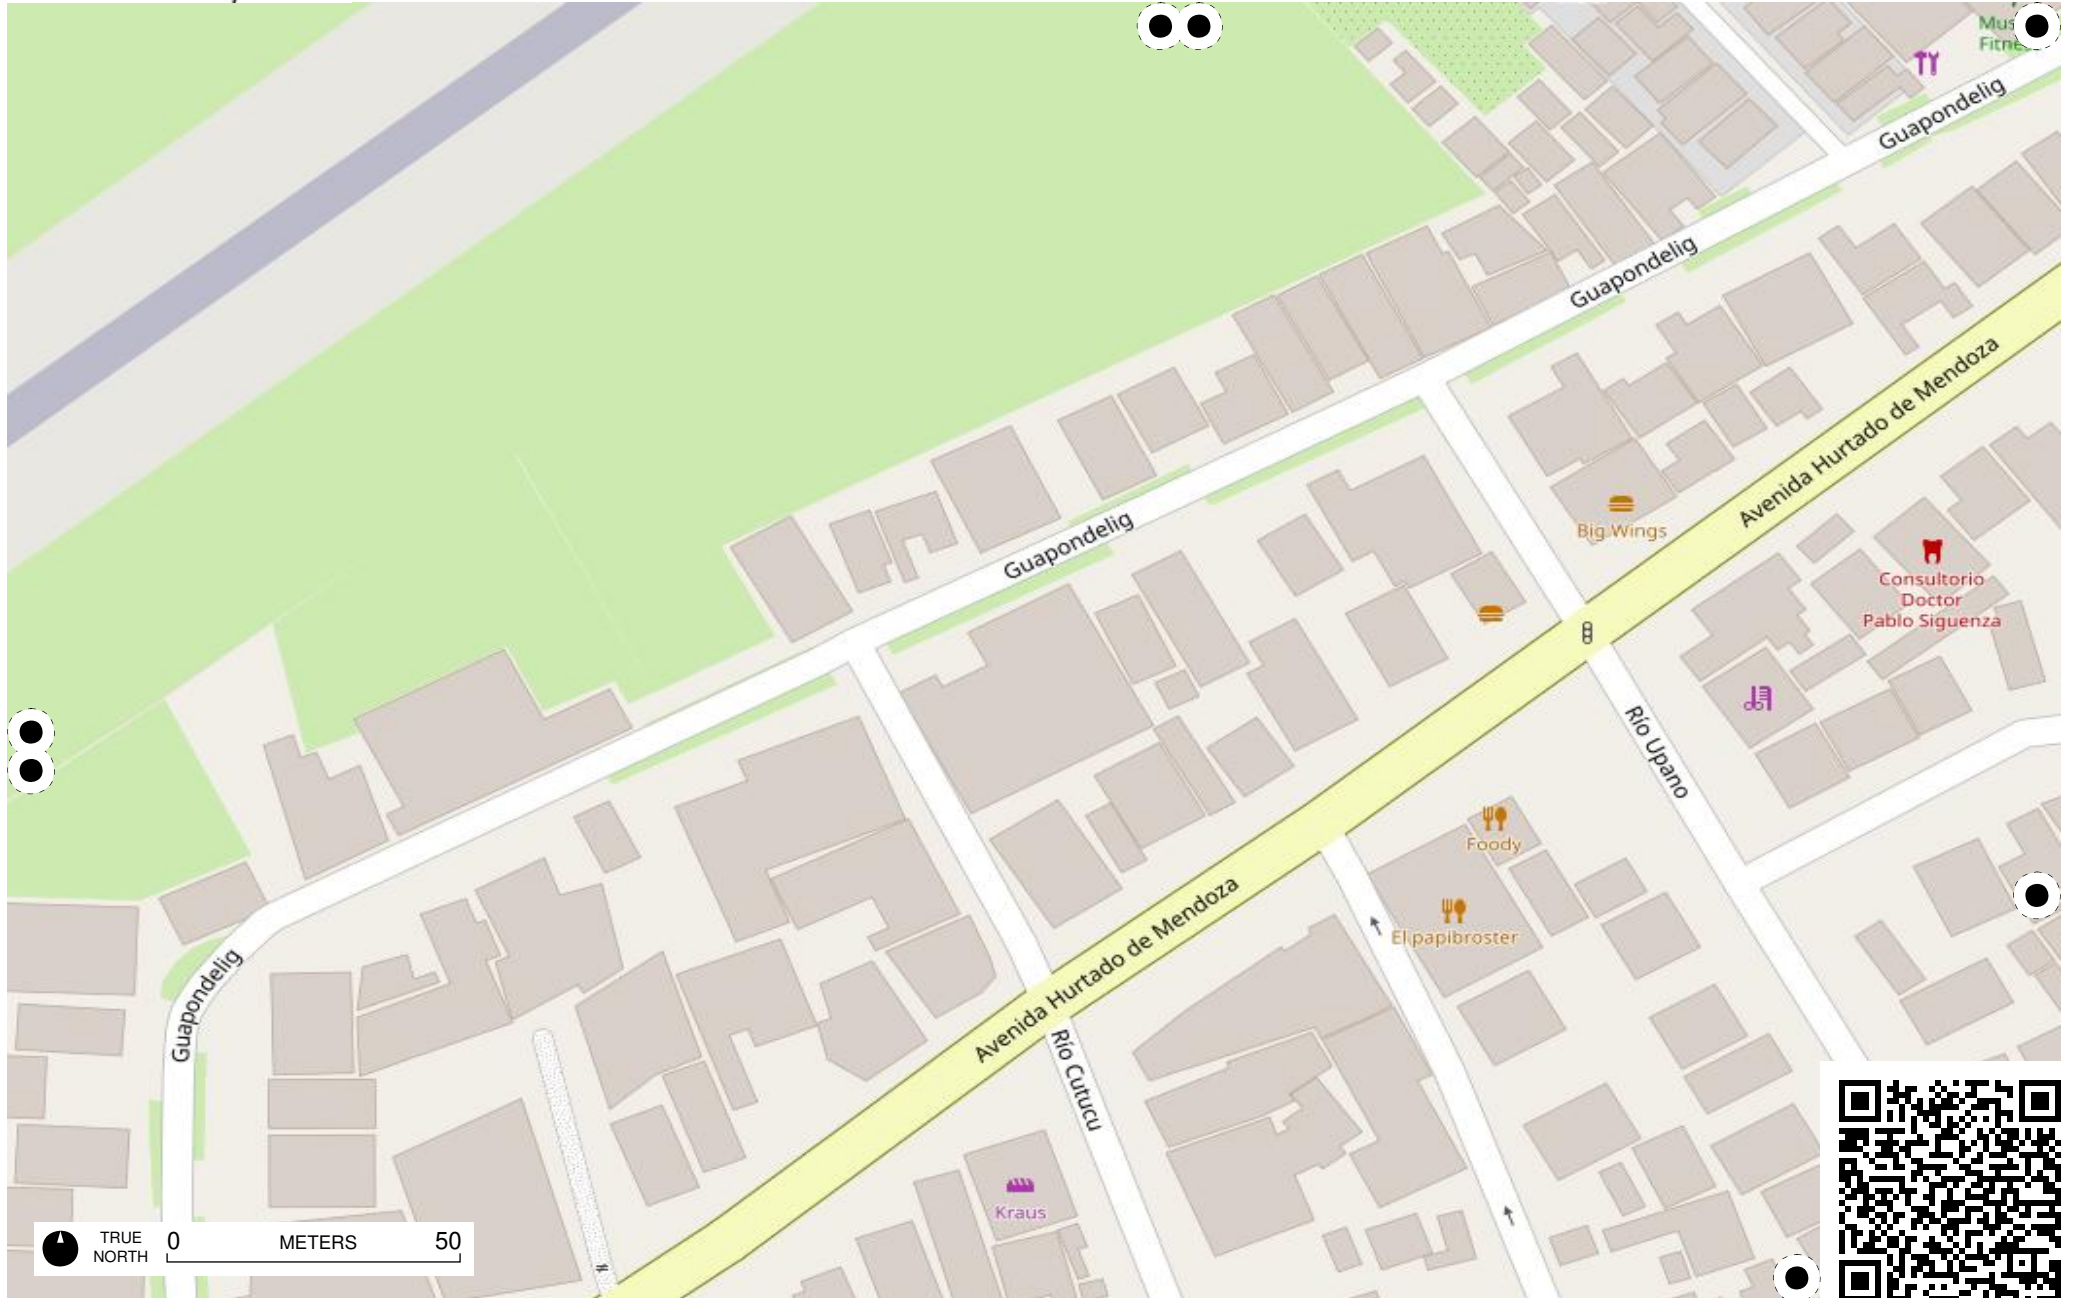 Guapondelig
Guapondelig
Avenida Hurtado de Mendoza
Big Wings
Guapondelig
Consultorio
Doctor
Pablo Siguenza
Río Upano
Foody
El papibroster
Avenida Hurtado de Mendoza
Guapondelig
Río Cutucu
Kraus
TRUE
NORTH
0 METERS 50